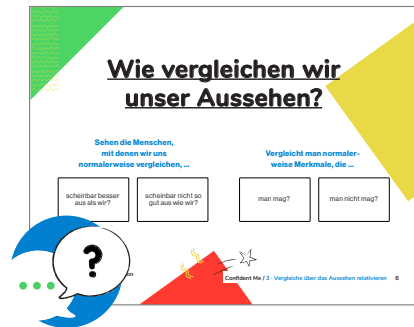 Wie vergleichen wir
unser Aussehen?
Sehen die Menschen,
mit denen wir uns
normalerweise vergleichen, ...
Vergleicht man normaler-
weise Merkmale, die ...
scheinbar besser
aus als wir?
scheinbar nicht so
gut aus wie wir?
man mag?
man nicht mag?
?
Confident Me / 3 - Vergleiche über das Aussehen relativieren 6